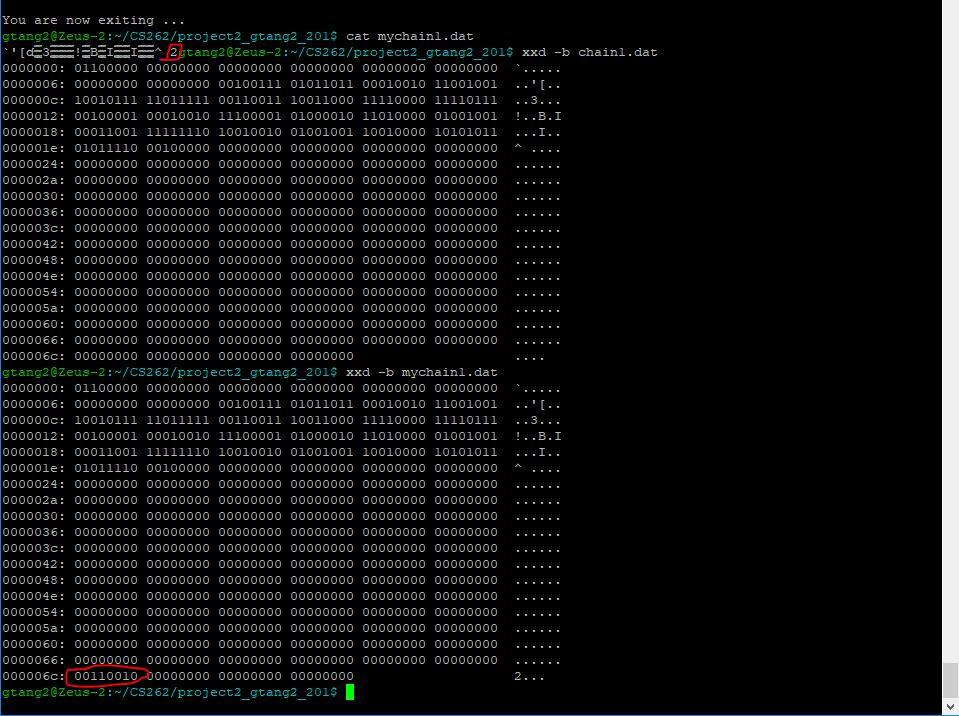 You are now exiting ...
gtang2@Zeus-2:~/CS262/project2_gtang2_201$ cat mychain1.dat
`'[d3!BII^ 2gtang2@Zeus-2:~/CS262/project2_gtang2_201$ xxd -b chain1.dat
0000000: 01100000 00000000 00000000 00000000 00000000 00000000 `.....
0000006: 00000000 00000000 00100111 01011011 00010010 11001001 ..'[..
000000c: 10010111 11011111 00110011 10011000 11110000 11110111 ..3...
0000012: 00100001 00010010 11100001 01000010 11010000 01001001 !..B.I
0000018: 00011001 11111110 10010010 01001001 10010000 10101011 ...I..
000001e: 01011110 00100000 00000000 00000000 00000000 00000000 ^ ....
0000024: 00000000 00000000 00000000 00000000 00000000 00000000 ......
000002a: 00000000 00000000 00000000 00000000 00000000 00000000 ......
0000030: 00000000 00000000 00000000 00000000 00000000 00000000 ......
0000036: 00000000 00000000 00000000 00000000 00000000 00000000 ......
000003c: 00000000 00000000 00000000 00000000 00000000 00000000 ......
0000042: 00000000 00000000 00000000 00000000 00000000 00000000 ......
0000048: 00000000 00000000 00000000 00000000 00000000 00000000 ......
000004e: 00000000 00000000 00000000 00000000 00000000 00000000 ......
0000054: 00000000 00000000 00000000 00000000 00000000 00000000 ......
000005a: 00000000 00000000 00000000 00000000 00000000 00000000 ......
0000060: 00000000 00000000 00000000 00000000 00000000 00000000 ......
0000066: 00000000 00000000 00000000 00000000 00000000 00000000 ......
000006c: 00000000 00000000 00000000 00000000 ....
gtang2@Zeus-2:~/CS262/project2_gtang2_201$ xxd -b mychain1.dat
0000000: 01100000 00000000 00000000 00000000 00000000 00000000 `.....
0000006: 00000000 00000000 00100111 01011011 00010010 11001001 ..'[..
000000c: 10010111 11011111 00110011 10011000 11110000 11110111 ..3...
0000012: 00100001 00010010 11100001 01000010 11010000 01001001 !..B.I
0000018: 00011001 11111110 10010010 01001001 10010000 10101011 ...I..
000001e: 01011110 00100000 00000000 00000000 00000000 00000000 ^ ....
0000024: 00000000 00000000 00000000 00000000 00000000 00000000 ......
000002a: 00000000 00000000 00000000 00000000 00000000 00000000 ......
0000030: 00000000 00000000 00000000 00000000 00000000 00000000 ......
0000036: 00000000 00000000 00000000 00000000 00000000 00000000 ......
000003c: 00000000 00000000 00000000 00000000 00000000 00000000 ......
0000042: 00000000 00000000 00000000 00000000 00000000 00000000 ......
0000048: 00000000 00000000 00000000 00000000 00000000 00000000 ......
000004e: 00000000 00000000 00000000 00000000 00000000 00000000 ......
0000054: 00000000 00000000 00000000 00000000 00000000 00000000 ......
000005a: 00000000 00000000 00000000 00000000 00000000 00000000 ......
0000060: 00000000 00000000 00000000 00000000 00000000 00000000 ......
0000066: 00000000 00000000 00000000 00000000 00000000 00000000 ......
000006c: 00110010 00000000 00000000 00000000 2...
gtang2@Zeus-2:~/CS262/project2_gtang2_201$